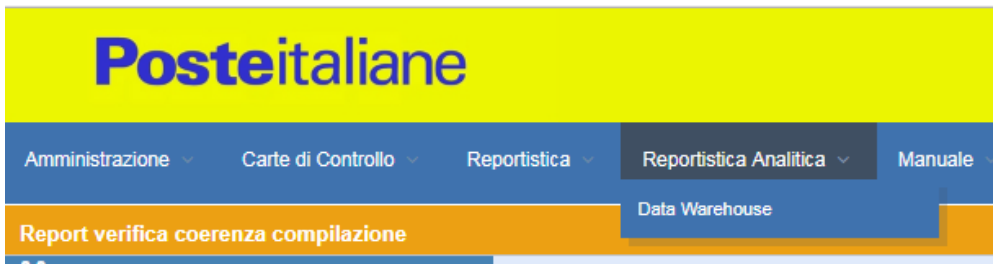 Posteitaliane
Amministrazione Carte di Controllo Reportistica Reportistica Analitica Manuale
Data Warehouse
Report verifica coerenza compilazione